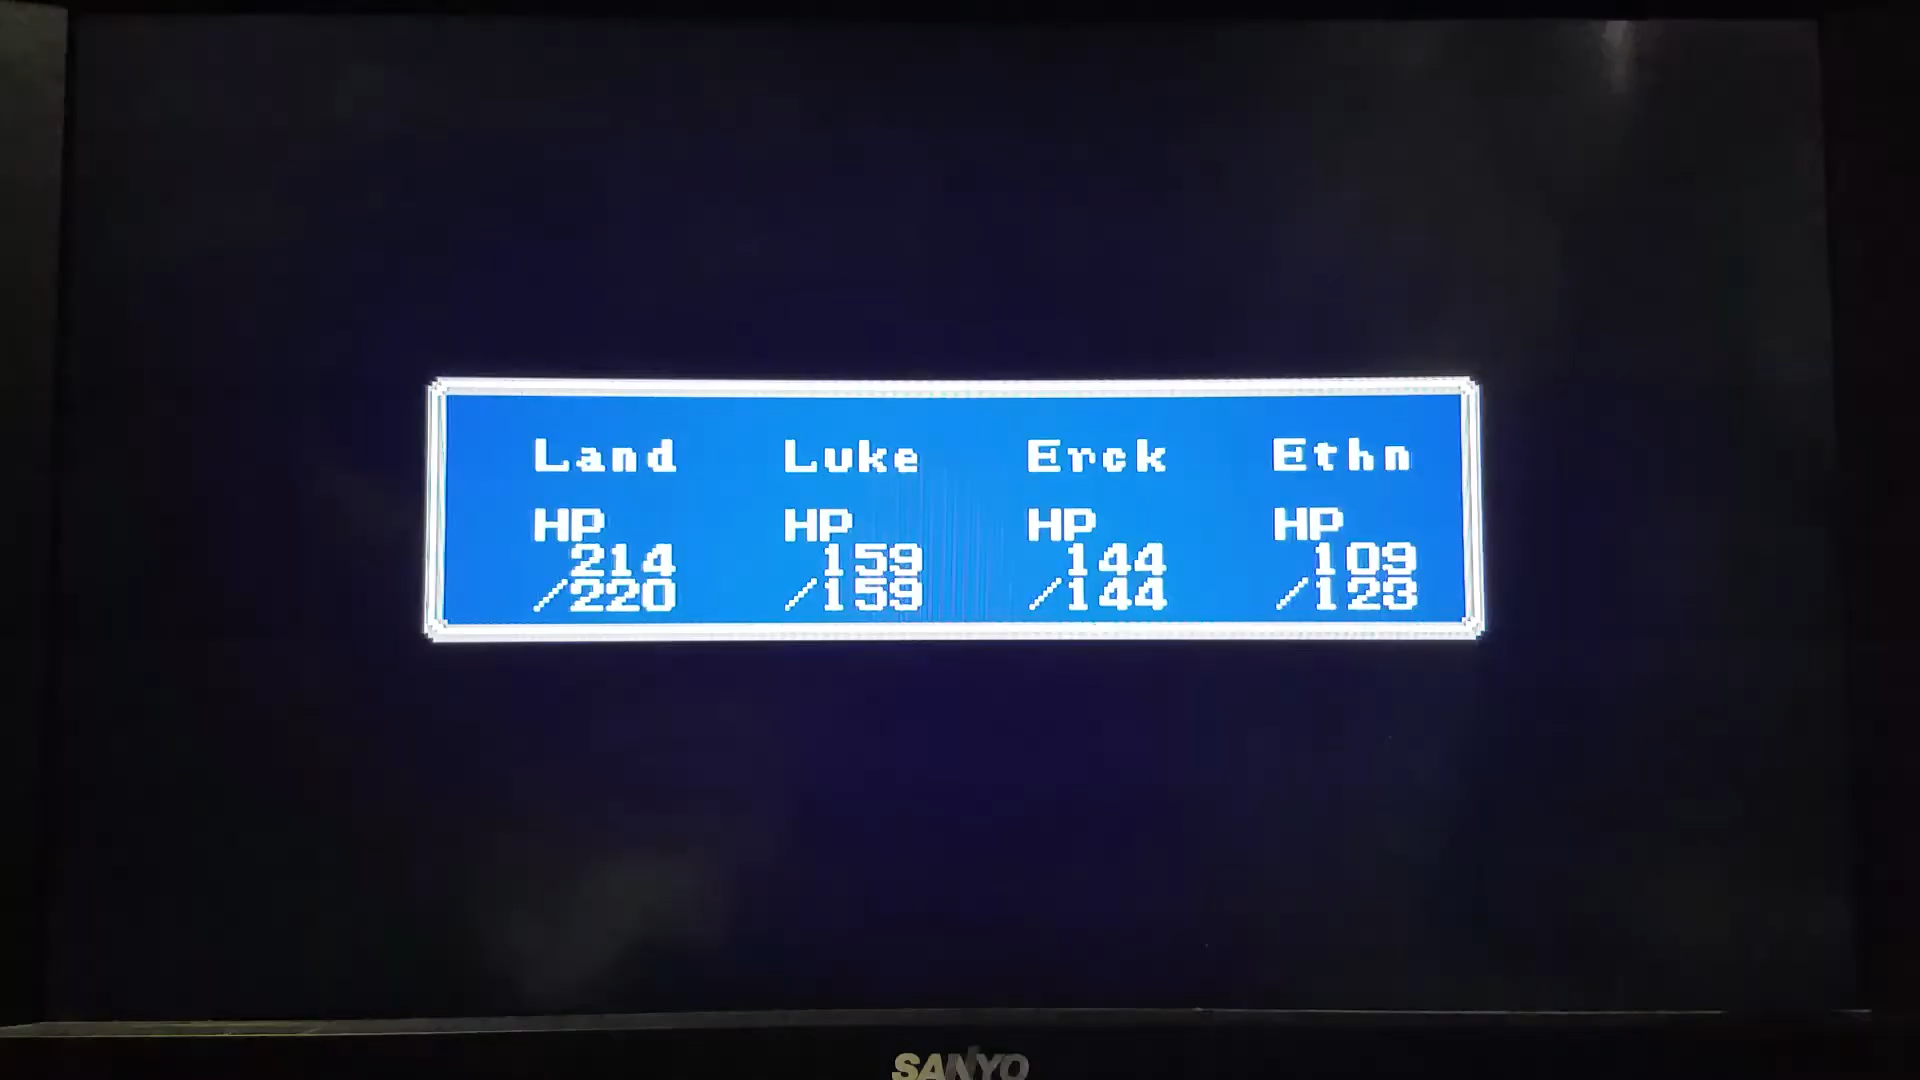 Land Luke Erck Ethn
HP HP HP HP
214 159 144 109
/220 /159 /144 /123
SANYO